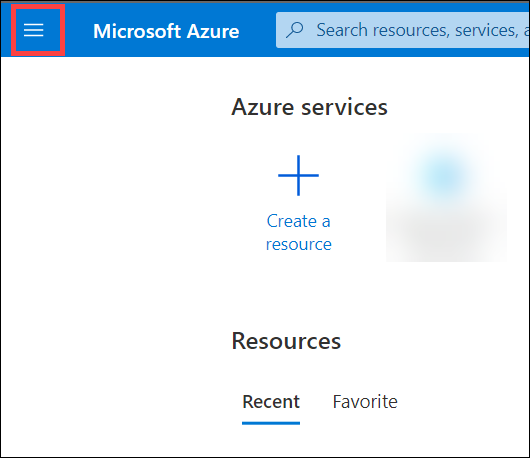 Microsoft Azure
Search resources, services, a
Azure services
Create a
resource
Resources
Recent Favorite